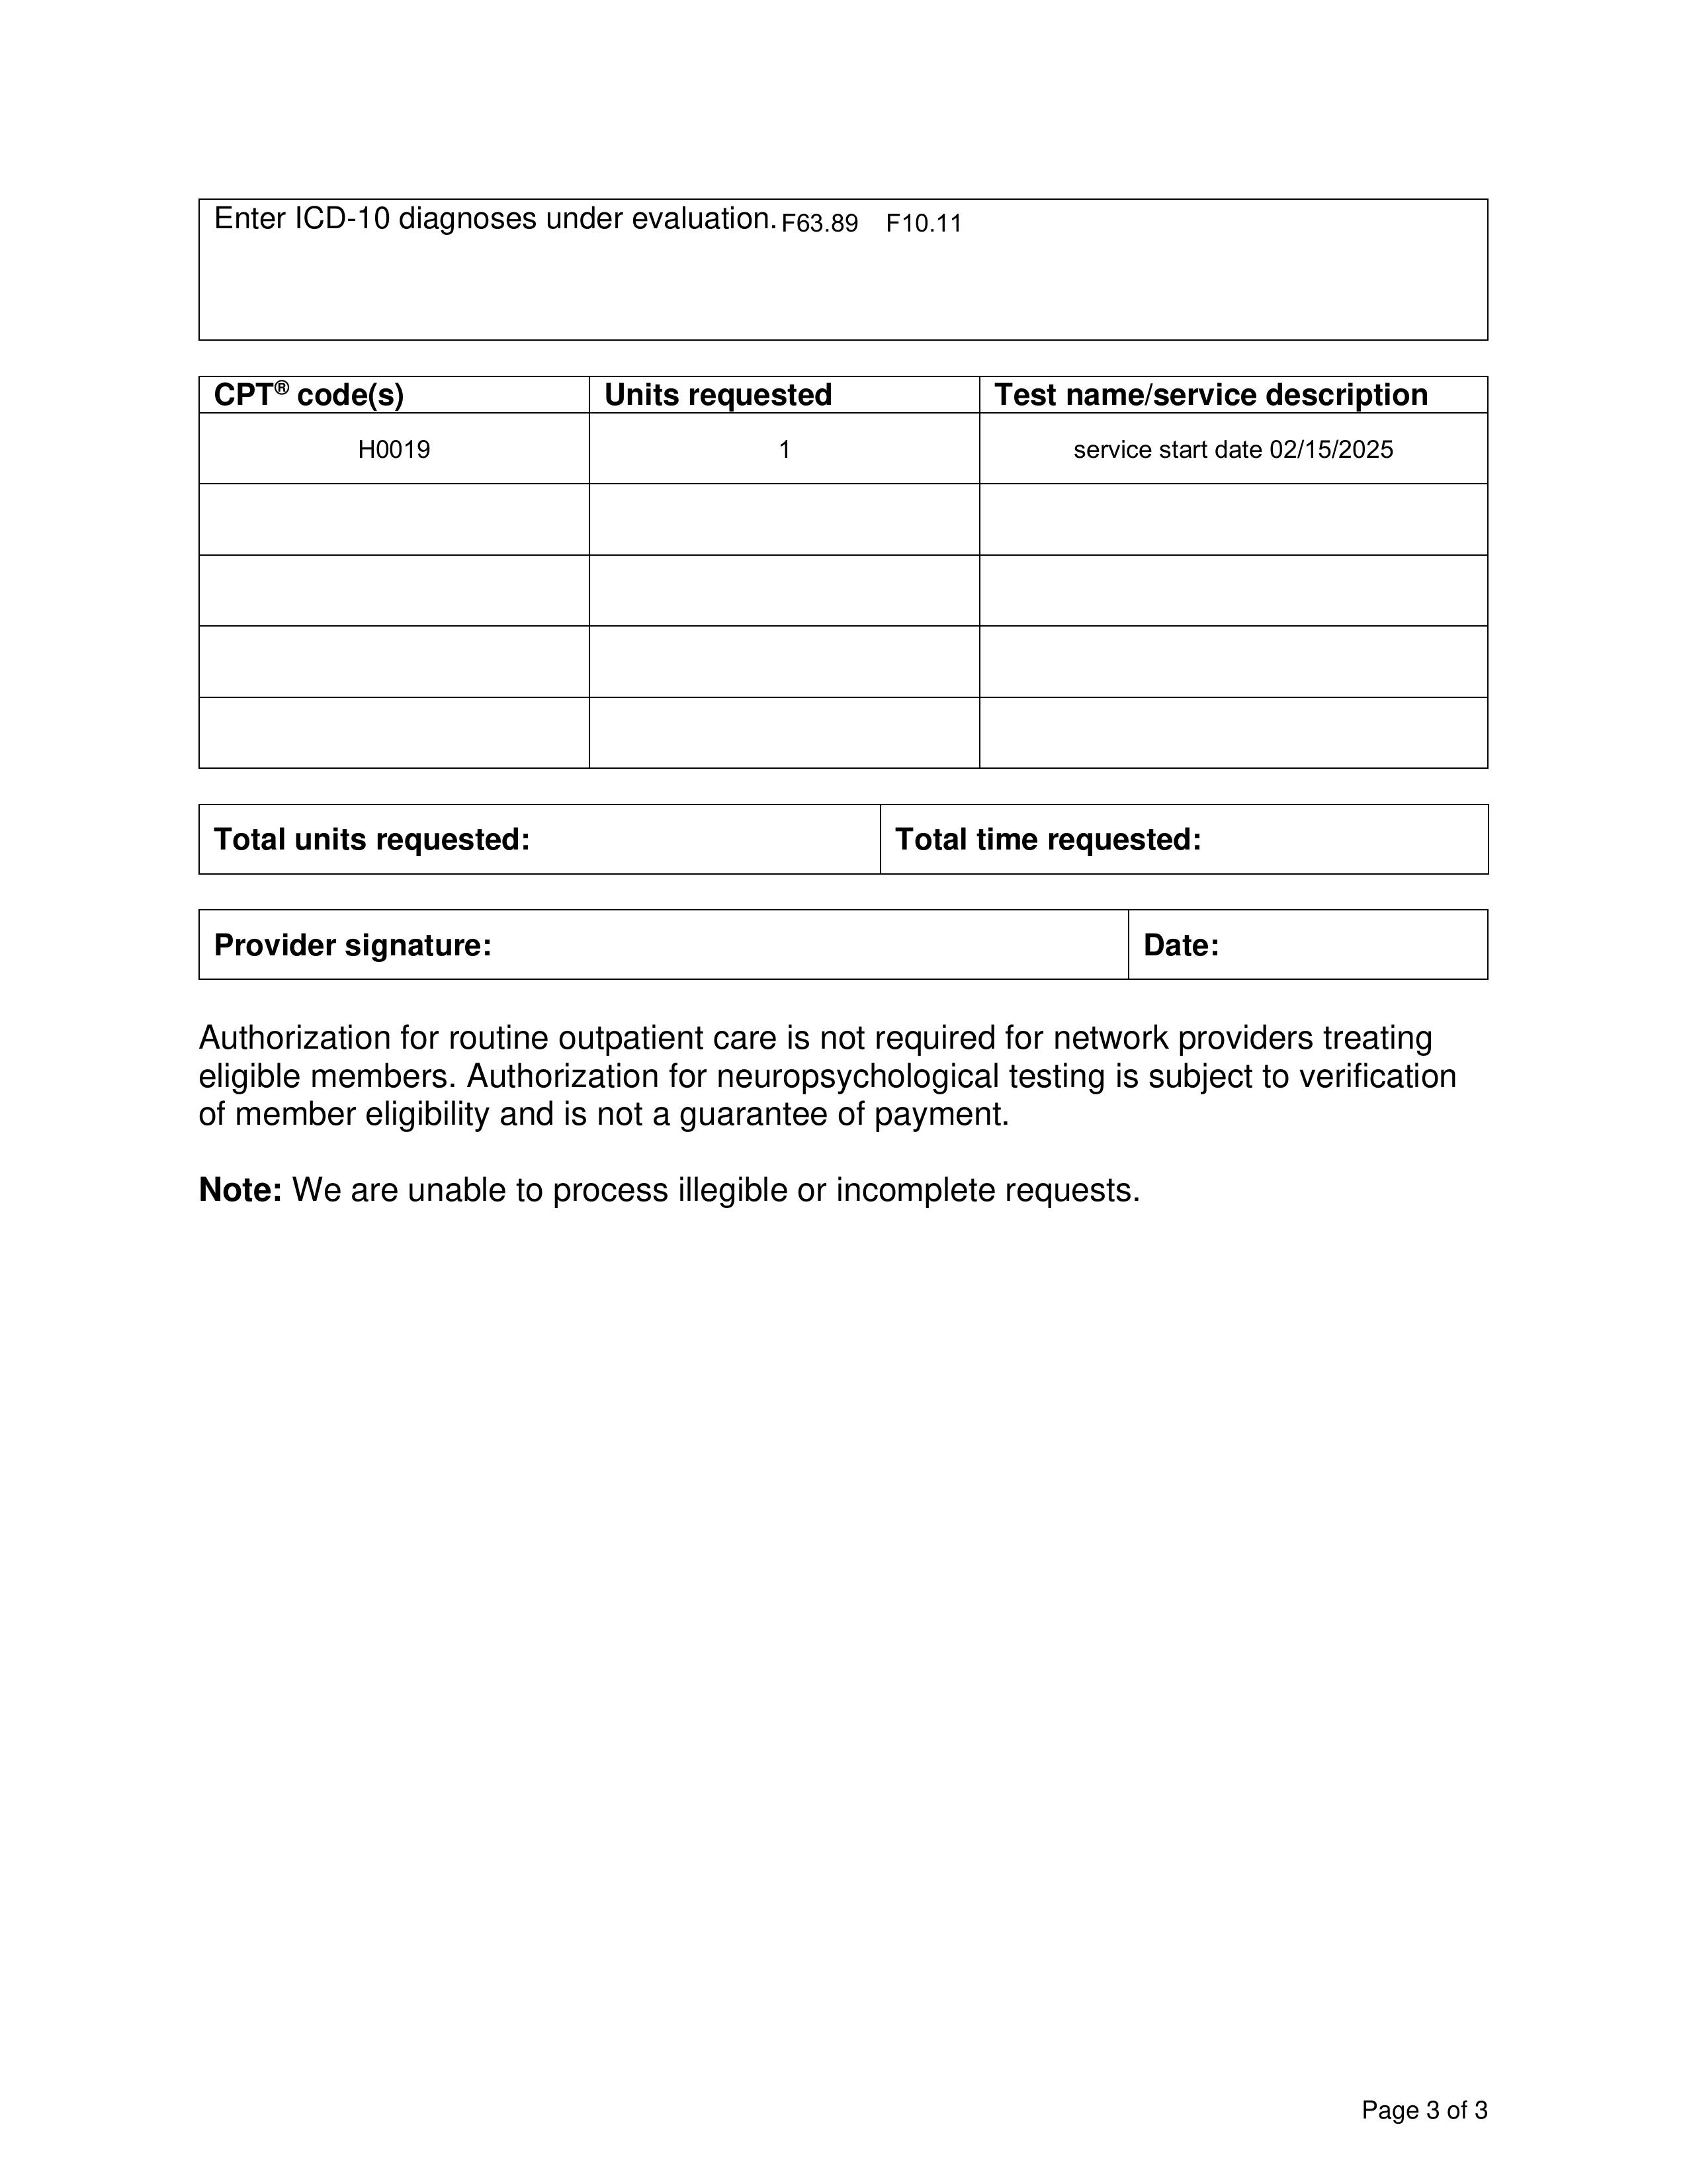 Enter ICD-10 diagnoses under evaluation. F63.89 F10.11
CPT® code(s) Units requested Test name/service description
H0019 1 service start date 02/15/2025
Total units requested: Total time requested:
Provider signature: Date:
Authorization for routine outpatient care is not required for network providers treating
eligible members. Authorization for neuropsychological testing is subject to verification
of member eligibility and is not a guarantee of payment.
Note: We are unable to process illegible or incomplete requests.
Page 3 of 3